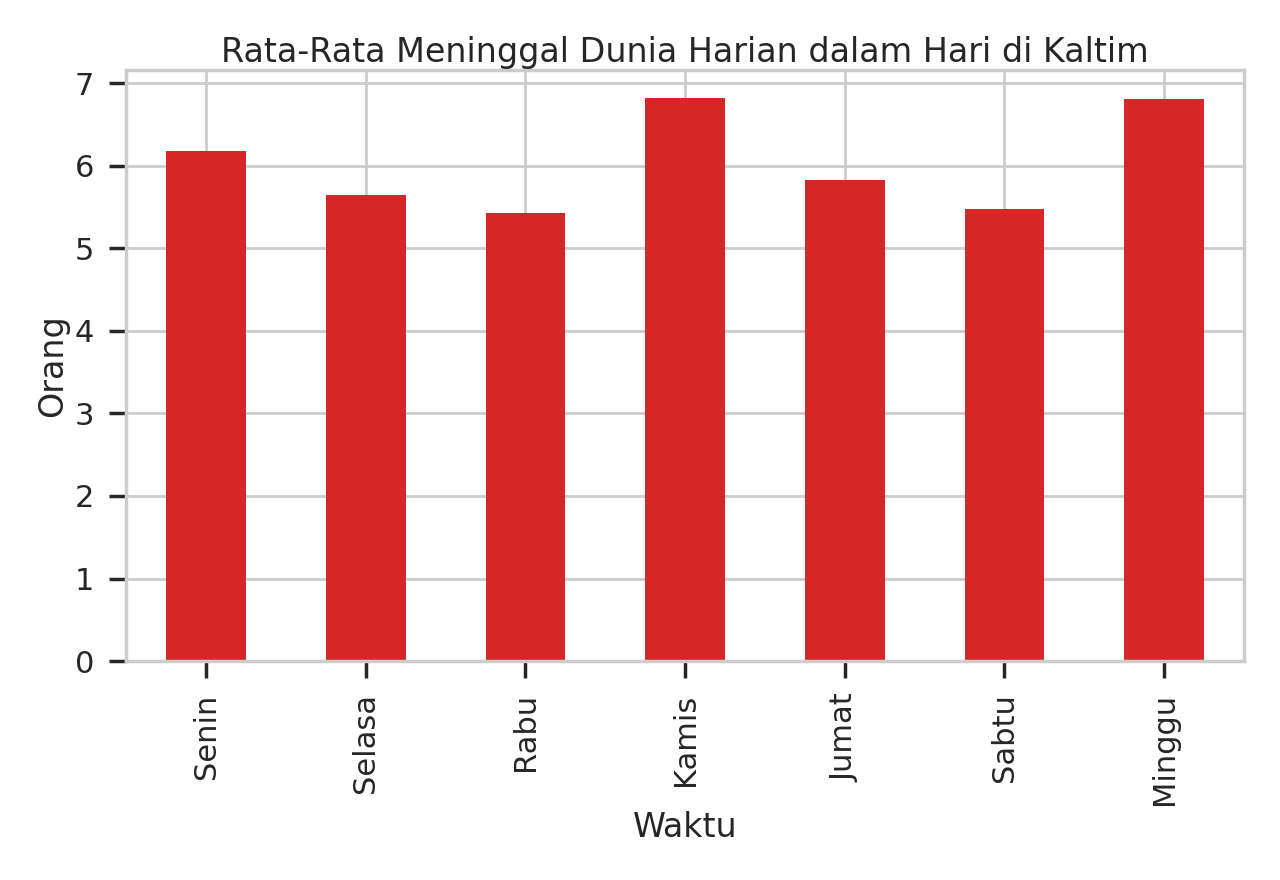 Rata-Rata Meninggal Dunia Harian dalam Hari di Kaltim
7
6
5
4
3
2
1
0
Orang
Senin
Selasa
Rabu
Kamis
Jumat
Sabtu
Minggu
Waktu